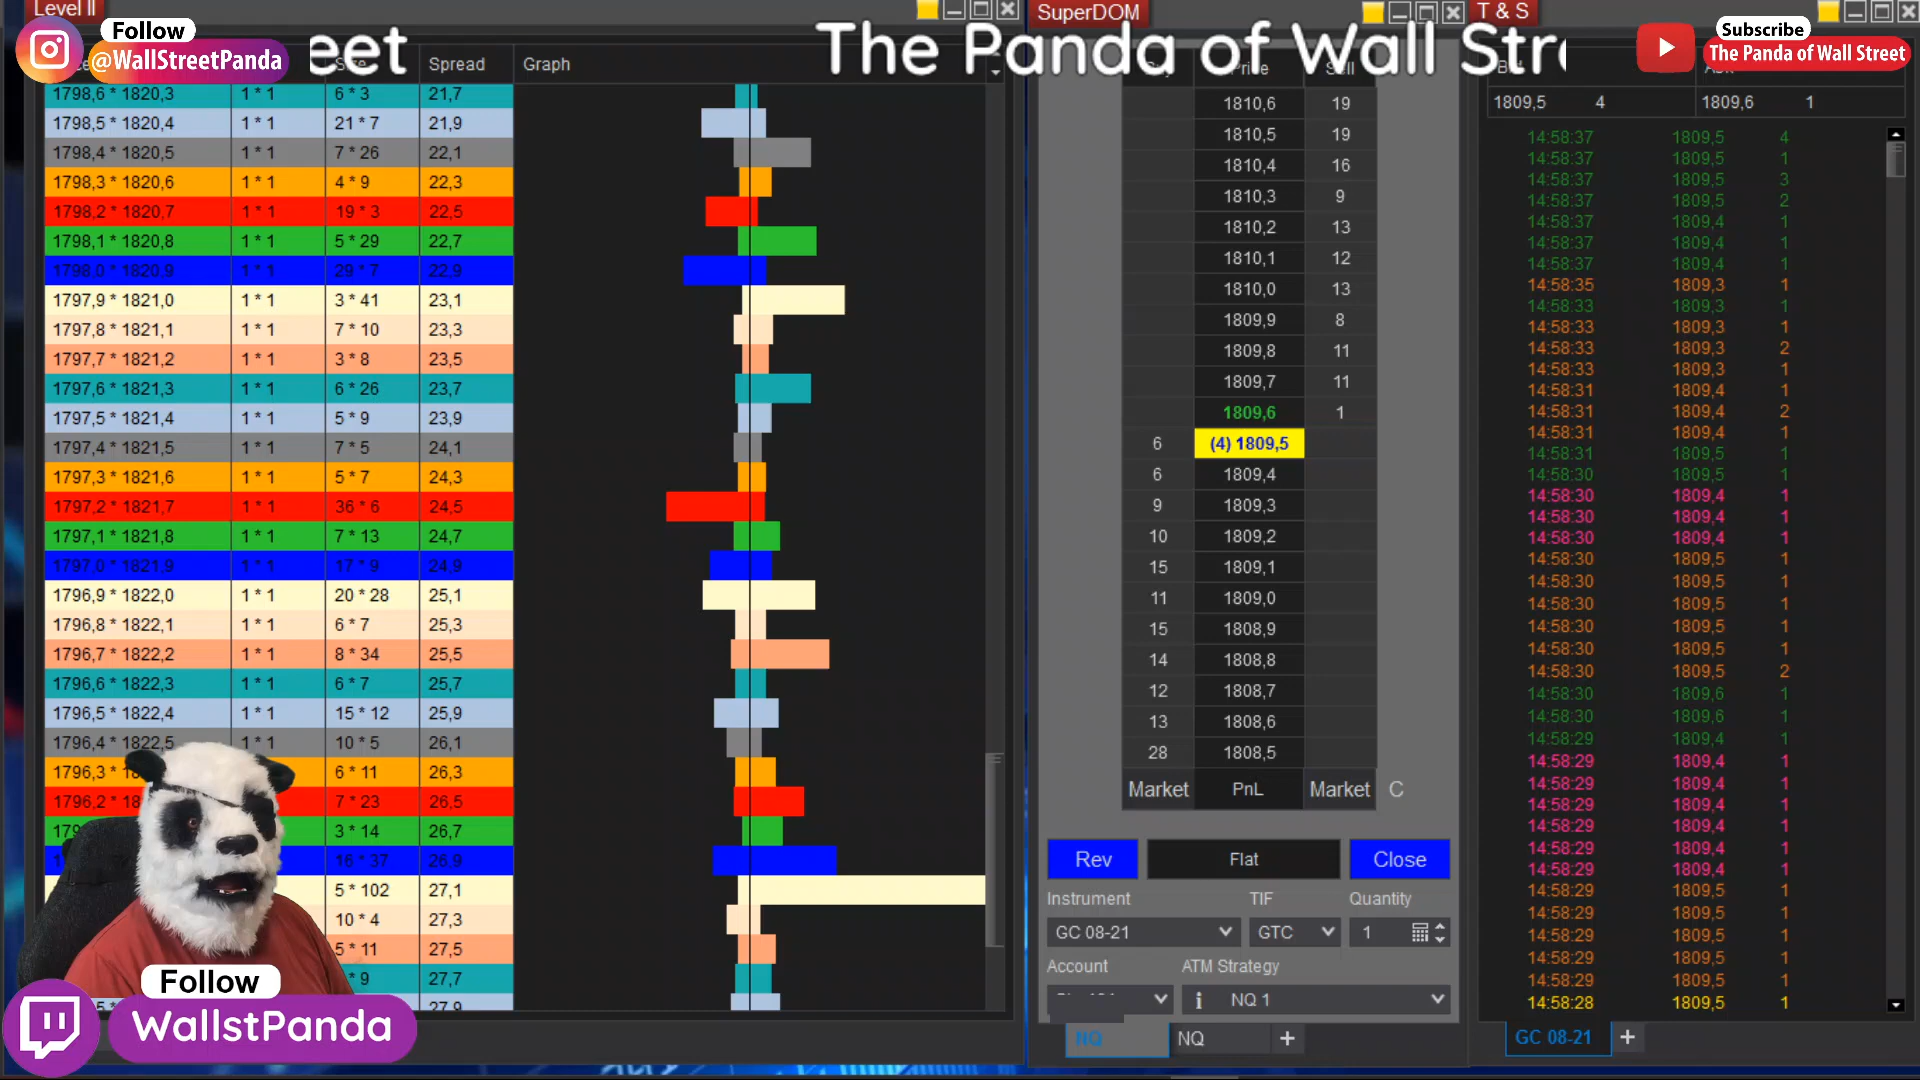 Level II
SuperDOM
T & S
Follow
@WallStreetPanda
eet
The Panda of Wall Stre
Subscribe
The Panda of Wall Street
Spread Graph
1809,5 4 1809,6 1
1798,6 * 1820,3 1 * 1 6 * 3 21,7
1798,5 * 1820,4 1 * 1 21 * 7 21,9
1798,4 * 1820,5 1 * 1 7 * 26 22,1
1798,3 * 1820,6 1 * 1 4 * 9 22,3
1798,2 * 1820,7 1 * 1 19 * 3 22,5
1798,1 * 1820,8 1 * 1 5 * 29 22,7
1798,0 * 1820,9 1 * 1 29 * 7 22,9
1797,9 * 1821,0 1 * 1 3 * 41 23,1
1797,8 * 1821,1 1 * 1 7 * 10 23,3
1797,7 * 1821,2 1 * 1 3 * 8 23,5
1797,6 * 1821,3 1 * 1 6 * 26 23,7
1797,5 * 1821,4 1 * 1 5 * 9 23,9
1797,4 * 1821,5 1 * 1 7 * 5 24,1
1797,3 * 1821,6 1 * 1 5 * 7 24,3
1797,2 * 1821,7 1 * 1 36 * 6 24,5
1797,1 * 1821,8 1 * 1 7 * 13 24,7
1797,0 * 1821,9 1 * 1 17 * 9 24,9
1796,9 * 1822,0 1 * 1 20 * 28 25,1
1796,8 * 1822,1 1 * 1 6 * 7 25,3
1796,7 * 1822,2 1 * 1 8 * 34 25,5
1796,6 * 1822,3 1 * 1 6 * 7 25,7
1796,5 * 1822,4 1 * 1 15 * 12 25,9
1796,4 * 1822,5 1 * 1 10 * 5 26,1
1796,3 * 6 * 11 26,3
1796,2 * 7 * 23 26,5
3 * 14 26,7
16 * 37 26,9
5 * 102 27,1
10 * 4 27,3
5 * 11 27,5
* 9 27,7
27,9
Follow
WallstPanda
1810,6 19
1810,5 19
1810,4 16
1810,3 9
1810,2 13
1810,1 12
1810,0 13
1809,9 8
1809,8 11
1809,7 11
1809,6 1
6 (4) 1809,5
6 1809,4
9 1809,3
10 1809,2
15 1809,1
11 1809,0
15 1808,9
14 1808,8
12 1808,7
13 1808,6
28 1808,5
Market PnL Market C
Rev Flat Close
Instrument TIF Quantity
GC 08-21 GTC 1
Account ATM Strategy
NQ 1
NQ NQ +
14:58:37 1809,5 4
14:58:37 1809,5 1
14:58:37 1809,5 3
14:58:37 1809,5 2
14:58:37 1809,4 1
14:58:37 1809,4 1
14:58:37 1809,4 1
14:58:35 1809,3 1
14:58:33 1809,3 1
14:58:33 1809,3 1
14:58:33 1809,3 2
14:58:33 1809,3 1
14:58:31 1809,4 1
14:58:31 1809,4 2
14:58:31 1809,4 1
14:58:31 1809,5 1
14:58:30 1809,5 1
14:58:30 1809,4 1
14:58:30 1809,4 1
14:58:30 1809,4 1
14:58:30 1809,5 1
14:58:30 1809,5 1
14:58:30 1809,5 1
14:58:30 1809,5 1
14:58:30 1809,5 1
14:58:30 1809,5 2
14:58:30 1809,6 1
14:58:30 1809,6 1
14:58:29 1809,4 1
14:58:29 1809,4 1
14:58:29 1809,4 1
14:58:29 1809,4 1
14:58:29 1809,4 1
14:58:29 1809,4 1
14:58:29 1809,4 1
14:58:29 1809,5 1
14:58:29 1809,5 1
14:58:29 1809,5 1
14:58:29 1809,5 1
14:58:29 1809,5 1
14:58:28 1809,5 1
GC 08-21 +